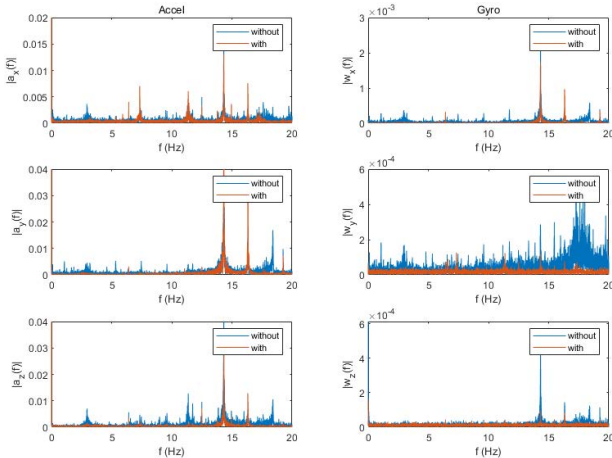 Accel
Gyro
|a_x(f)|
0.02
0.015
0.01
0.005
0
0 5 10 15 20
f (Hz)
without
with
|w_x(f)|
×10^-3
3
2
1
0
0 5 10 15 20
f (Hz)
without
with
|a_y(f)|
0.04
0.03
0.02
0.01
0
0 5 10 15 20
f (Hz)
without
with
|w_y(f)|
×10^-4
6
4
2
0
0 5 10 15 20
f (Hz)
without
with
|a_z(f)|
0.04
0.03
0.02
0.01
0
0 5 10 15 20
f (Hz)
without
with
|w_z(f)|
×10^-4
6
4
2
0
0 5 10 15 20
f (Hz)
without
with